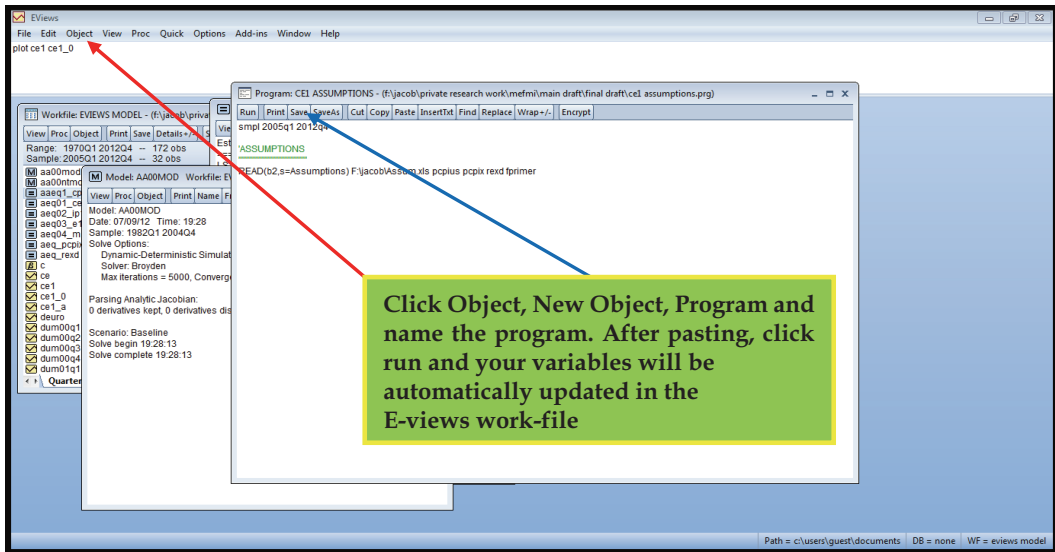 EViews
File Edit Object View Proc Quick Options Add-ins Window Help
plot ce1 ce1_0
Program: CE1 ASSUMPTIONS - (f:\jacob\private research work\mefmi\main draft\final draft\ce1 assumptions.prg)
Run Print Save SaveAs Cut Copy Paste InsertTxt Find Replace Wrap+/- Encrypt
smpl 2005q1 2012q4
'ASSUMPTIONS
READ(b2,s=Assumptions) F:\jacob\Assum.xls pcpius pcpix rexd fprimer
Workfile: EVIEWS MODEL - (f:\jacob\priva
View Proc Object Print Save Details+/-
Range: 1970Q1 2012Q4 -- 172 obs
Sample: 2005Q1 2012Q4 -- 32 obs
aa00mod
aa00ntmo
aaeq1_cp
aeq01_ce
aeq02_ip
aeq03_e1
aeq04_m
aeq_pcpix
aeq_rexd
c
ce
ce1
ce1_0
ce1_a
deuro
dum00q1
dum00q2
dum00q3
dum00q4
dum01q1
Quarter
Vie
Est
Model: AA00MOD Workfile: E
View Proc Object Print Name
Model: AA00MOD
Date: 07/09/12 Time: 19:28
Sample: 1982Q1 2004Q4
Solve Options:
Dynamic-Deterministic Simulat
Solver: Broyden
Max iterations = 5000, Converg
Parsing Analytic Jacobian:
0 derivatives kept, 0 derivatives dis
Scenario: Baseline
Solve begin 19:28:13
Solve complete 19:28:13
Click Object, New Object, Program and
name the program. After pasting, click
run and your variables will be
automatically updated in the
E-views work-file
Path = c:\users\guest\documents DB = none WF = eviews model